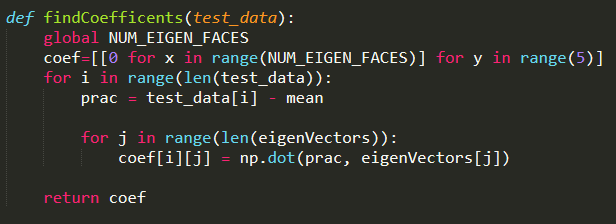 def findCoefficents(test_data):
    global NUM_EIGEN_FACES
    coef=[[0 for x in range(NUM_EIGEN_FACES)] for y in range(5)]
    for i in range(len(test_data)):
        prac = test_data[i] - mean
        for j in range(len(eigenVectors)):
            coef[i][j] = np.dot(prac, eigenVectors[j])
    return coef